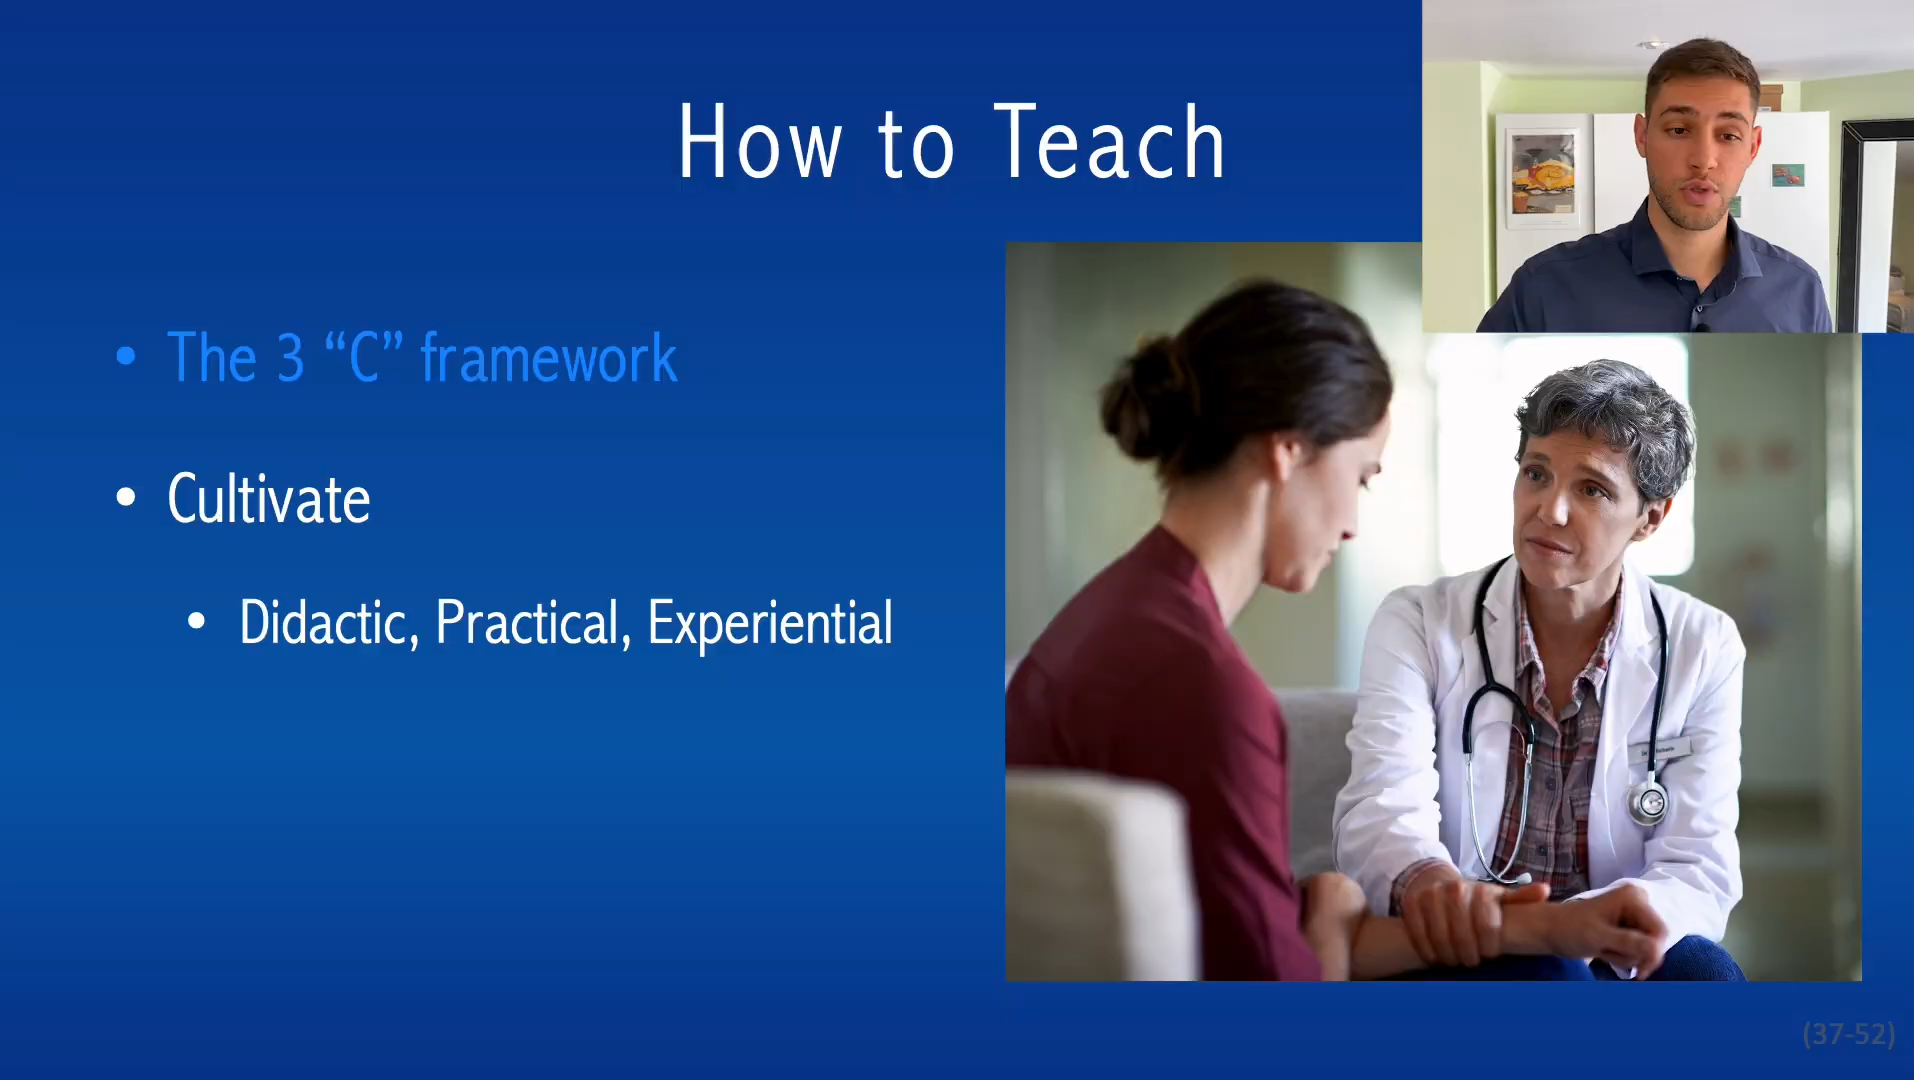 How to Teach
• The 3 “C” framework
• Cultivate
• Didactic, Practical, Experiential
(37-52)